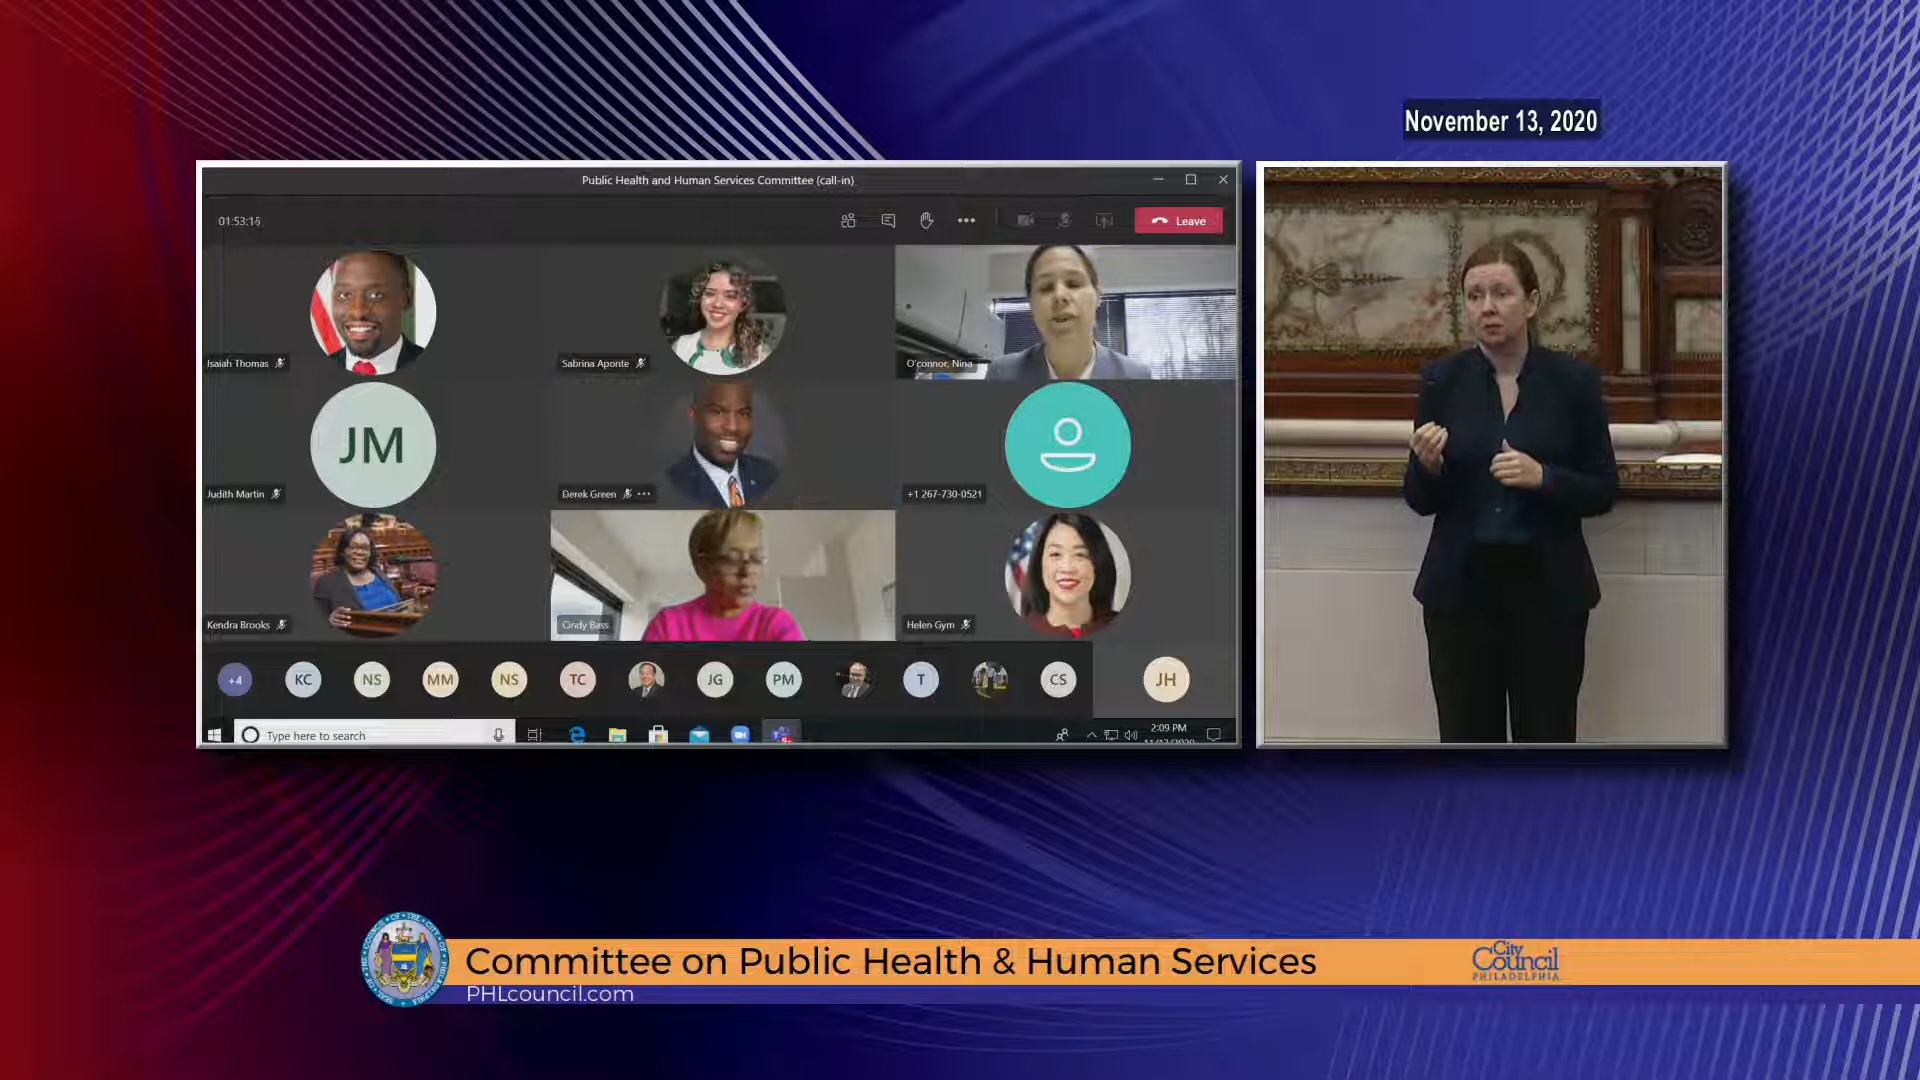 November 13, 2020
Public Health and Human Services Committee (call-in)
01:53:16
Leave
Isaiah Thomas
Sabrina Aponte
O'connor, Nina
JM
Judith Martin
Derek Green
+1 267-730-0521
Kendra Brooks
Cindy Bass
Helen Gym
+4
KC
NS
MM
NS
TC
JG
PM
T
CS
JH
Type here to search
2:09 PM
11/13/2020
Committee on Public Health & Human Services
City Council
PHILADELPHIA
PHLcouncil.com